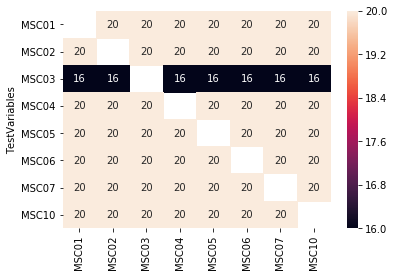 MSC01 20 20 20 20 20 20 20
MSC02 20 20 20 20 20 20 20
MSC03 16 16 16 16 16 16 16
MSC04 20 20 20 20 20 20 20
MSC05 20 20 20 20 20 20 20
MSC06 20 20 20 20 20 20 20
MSC07 20 20 20 20 20 20 20
MSC10 20 20 20 20 20 20 20
TestVariables
MSC01
MSC02
MSC03
MSC04
MSC05
MSC06
MSC07
MSC10
20.0
19.2
18.4
17.6
16.8
16.0